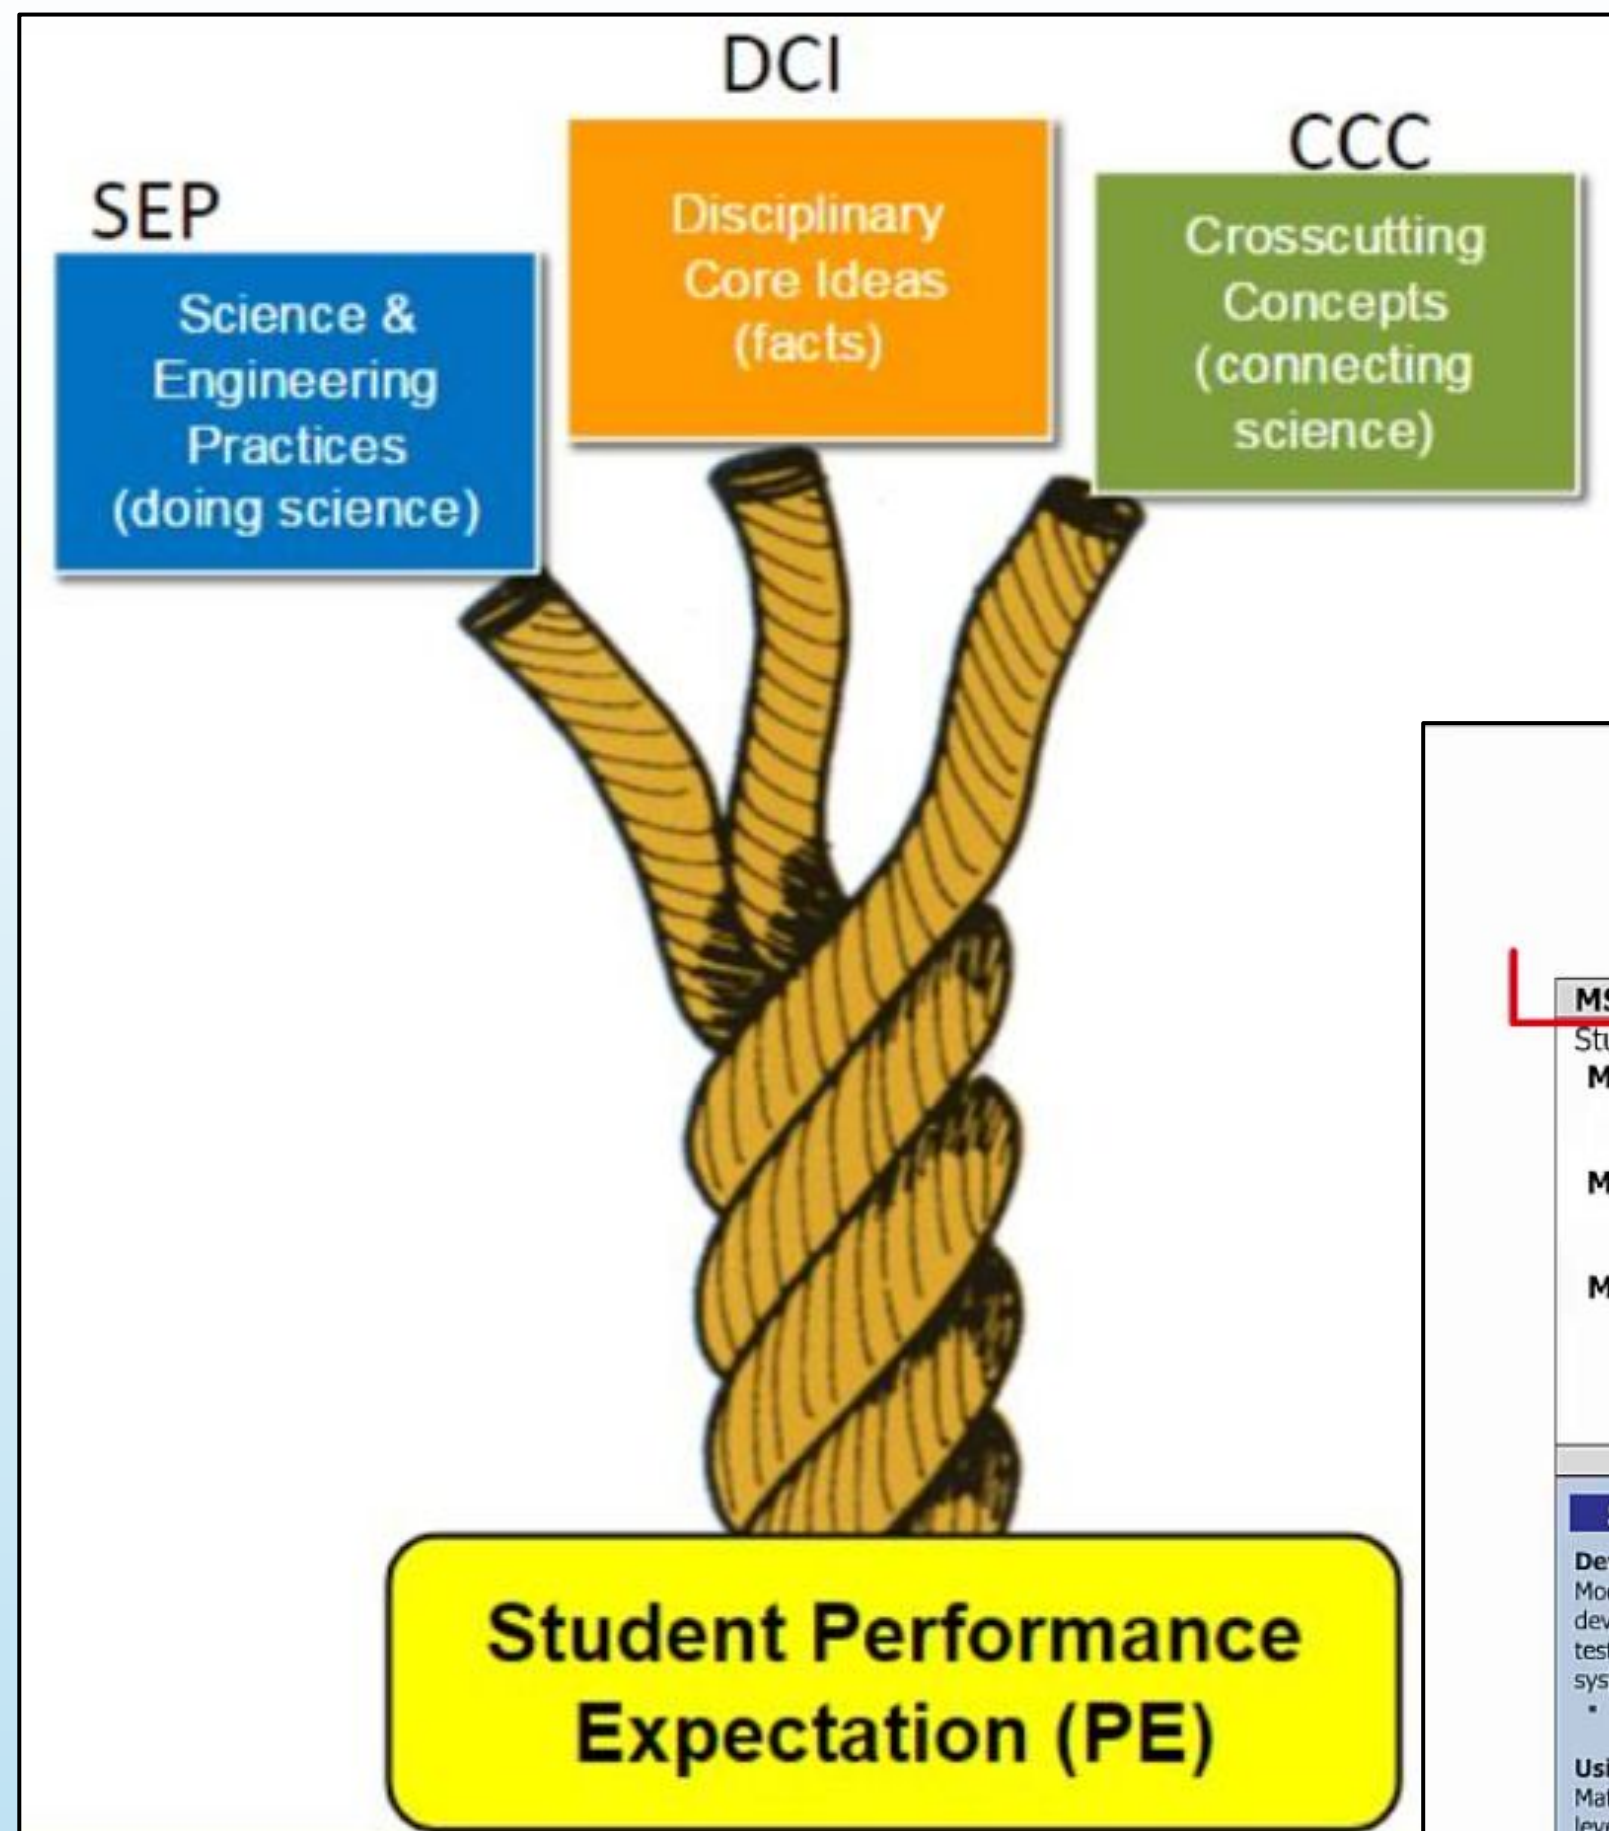 DCI
CCC
SEP
Disciplinary
Core Ideas
(facts)
Crosscutting
Concepts
(connecting
science)
Science &
Engineering
Practices
(doing science)
Student Performance
Expectation (PE)